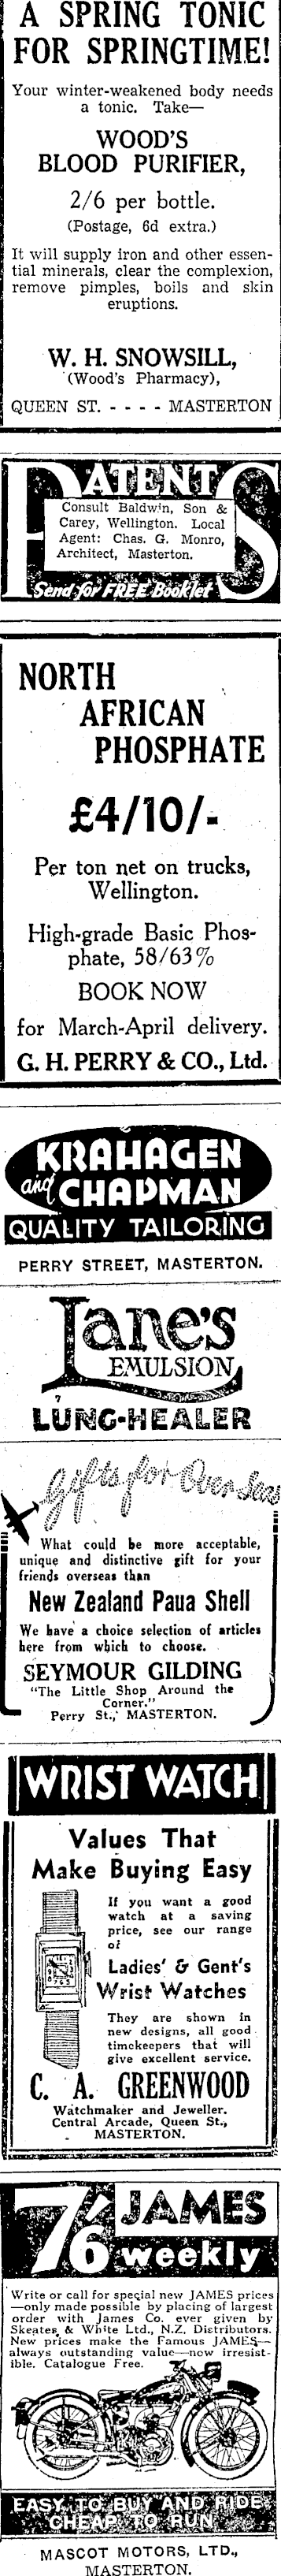 A SPRING TONIC
FOR SPRINGTIME!
Your winter-weakened body needs
a tonic. Take—
WOOD'S
BLOOD PURIFIER,
2/6 per bottle.
(Postage, 6d extra.)
It will supply iron and other essen-
tial minerals, clear the complexion,
remove pimples, boils and skin
eruptions.
W. H. SNOWSILL,
(Wood's Pharmacy),
QUEEN ST. - - - - MASTERTON
PATENTS
Consult Baldwin, Son &
Carey, Wellington. Local
Agent: Chas. G. Monro,
Architect, Masterton.
Send for FREE Booklet
NORTH
AFRICAN
PHOSPHATE
£4/10/-
Per ton net on trucks,
Wellington.
High-grade Basic Phos-
phate, 58/63%
BOOK NOW
for March-April delivery.
G. H. PERRY & CO., Ltd.
KRAHAGEN
and CHAPMAN
QUALITY TAILORING
PERRY STREET, MASTERTON.
Lane's
EMULSION
7
LUNG-HEALER
Gifts for Overseas
What could be more acceptable,
unique and distinctive gift for your
friends overseas than
New Zealand Paua Shell
We have a choice selection of articles
here from which to choose.
SEYMOUR GILDING
"The Little Shop Around the
Corner."
Perry St., MASTERTON.
WRIST WATCH
Values That
Make Buying Easy
If you want a good
watch at a saving
price, see our range
of
Ladies' & Gent's
Wrist Watches
They are shown in
new designs, all good
timekeepers that will
give excellent service.
C. A. GREENWOOD
Watchmaker and Jeweller.
Central Arcade, Queen St.,
MASTERTON.
7/6 JAMES
weekly
Write or call for special new JAMES prices
—only made possible by placing of largest
order with James Co. ever given by
Skeates & White Ltd., N.Z. Distributors.
New prices make the Famous JAMES—
always outstanding value—now irresist-
ible. Catalogue Free.
EASY TO BUY AND RIDE
CHEAP TO RUN
MASCOT MOTORS, LTD.,
MASTERTON.